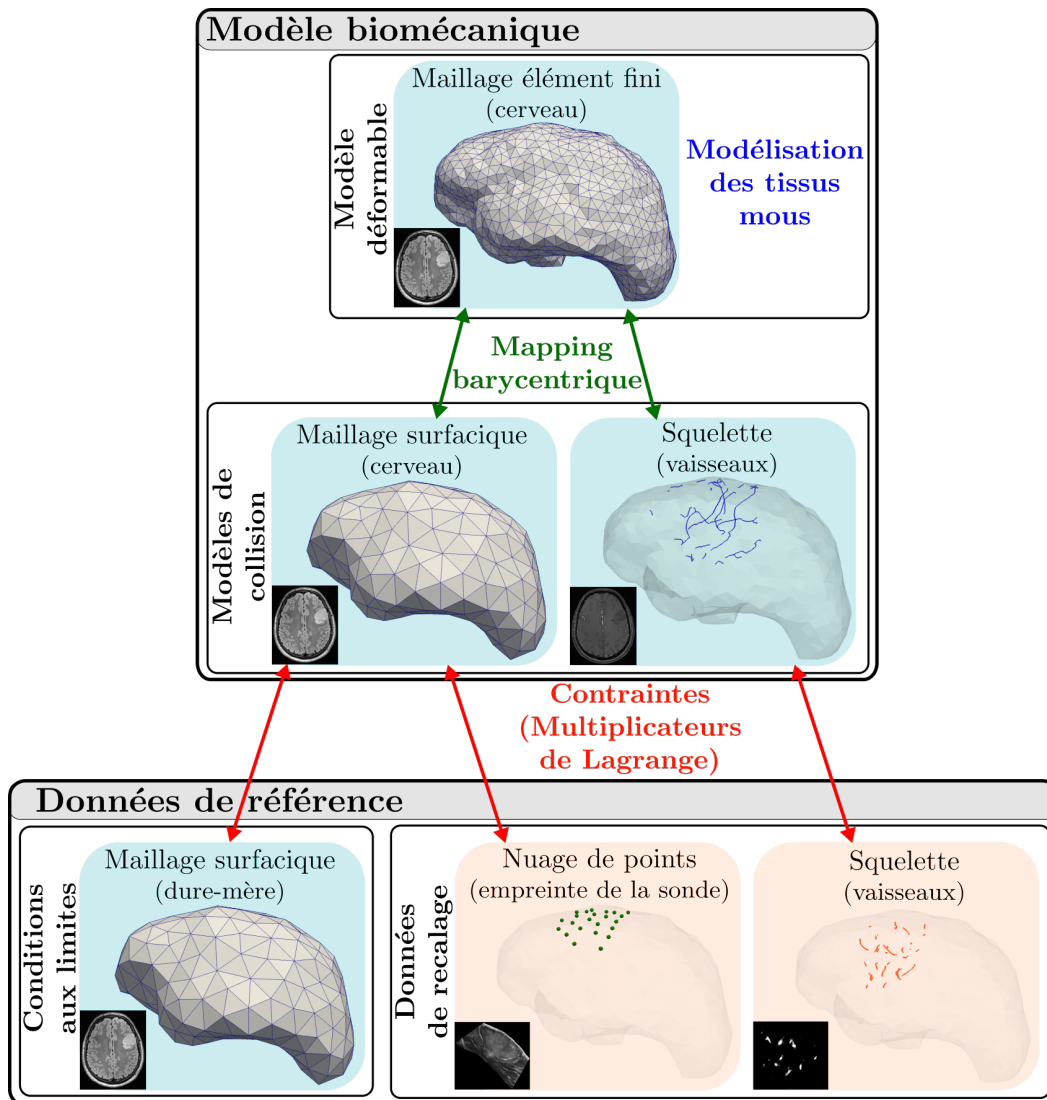 Modèle biomécanique
Modèle
déformable
Maillage élément fini
(cerveau)
Modélisation
des tissus
mous
Mapping
barycentrique
Modèles de
collision
Maillage surfacique
(cerveau)
Squelette
(vaisseaux)
Contraintes
(Multiplicateurs
de Lagrange)
Données de référence
Conditions
aux limites
Maillage surfacique
(dure-mère)
Données
de recalage
Nuage de points
(empreinte de la sonde)
Squelette
(vaisseaux)